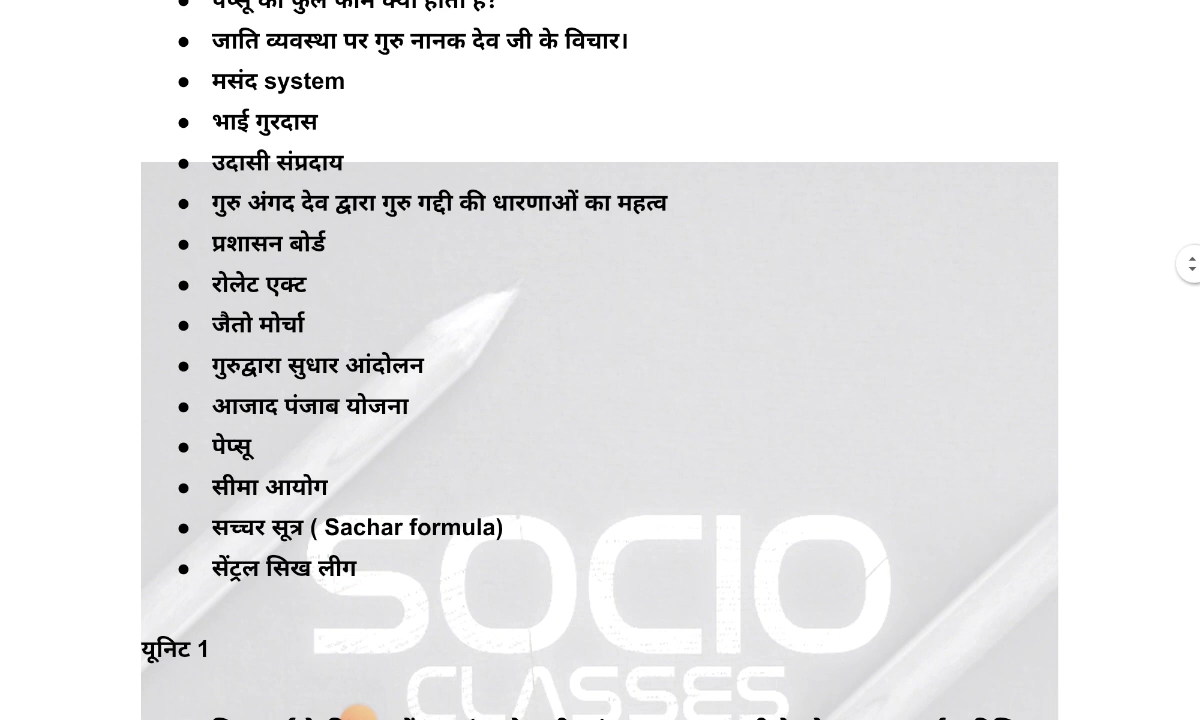 ● पेप्सू की फुल फॉर्म क्या होती है?
● जाति व्यवस्था पर गुरु नानक देव जी के विचार।
● मसंद system
● भाई गुरदास
● उदासी संप्रदाय
● गुरु अंगद देव द्वारा गुरु गद्दी की धारणाओं का महत्व
● प्रशासन बोर्ड
● रोलेट एक्ट
● जैतो मोर्चा
● गुरुद्वारा सुधार आंदोलन
● आजाद पंजाब योजना
● पेप्सू
● सीमा आयोग
● सच्चर सूत्र ( Sachar formula)
● सेंट्रल सिख लीग
SOCIO
यूनिट 1
CLASSES